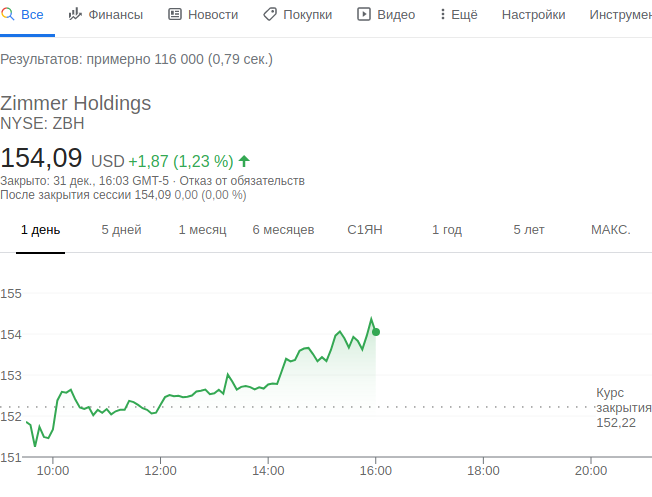 Все Финансы Новости Покупки Видео Ещё Настройки Инструмен
Результатов: примерно 116 000 (0,79 сек.)
Zimmer Holdings
NYSE: ZBH
154,09 USD +1,87 (1,23 %)
Закрыто: 31 дек., 16:03 GMT-5 · Отказ от обязательств
После закрытия сессии 154,09 0,00 (0,00 %)
1 день 5 дней 1 месяц 6 месяцев С1ЯН 1 год 5 лет МАКС.
155
154
153
Курс
152 закрытия
152,22
151
10:00 12:00 14:00 16:00 18:00 20:00